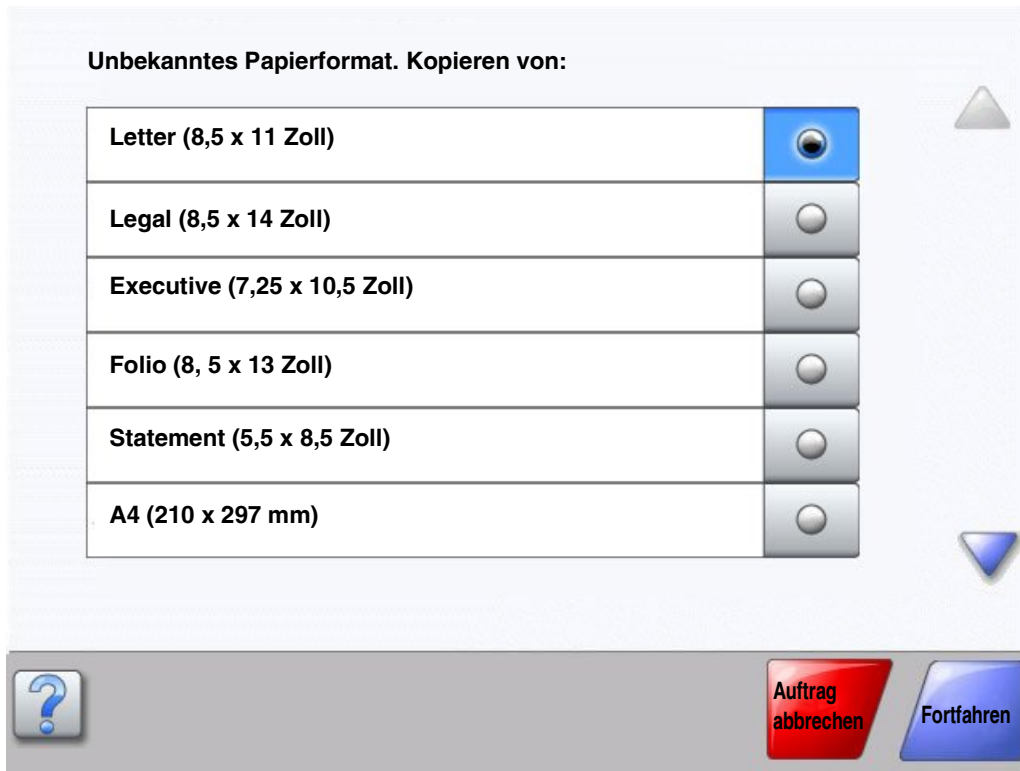 Unbekanntes Papierformat. Kopieren von:
Letter (8,5 x 11 Zoll)
Legal (8,5 x 14 Zoll)
Executive (7,25 x 10,5 Zoll)
Folio (8, 5 x 13 Zoll)
Statement (5,5 x 8,5 Zoll)
A4 (210 x 297 mm)
?
Auftrag
abbrechen
Fortfahren